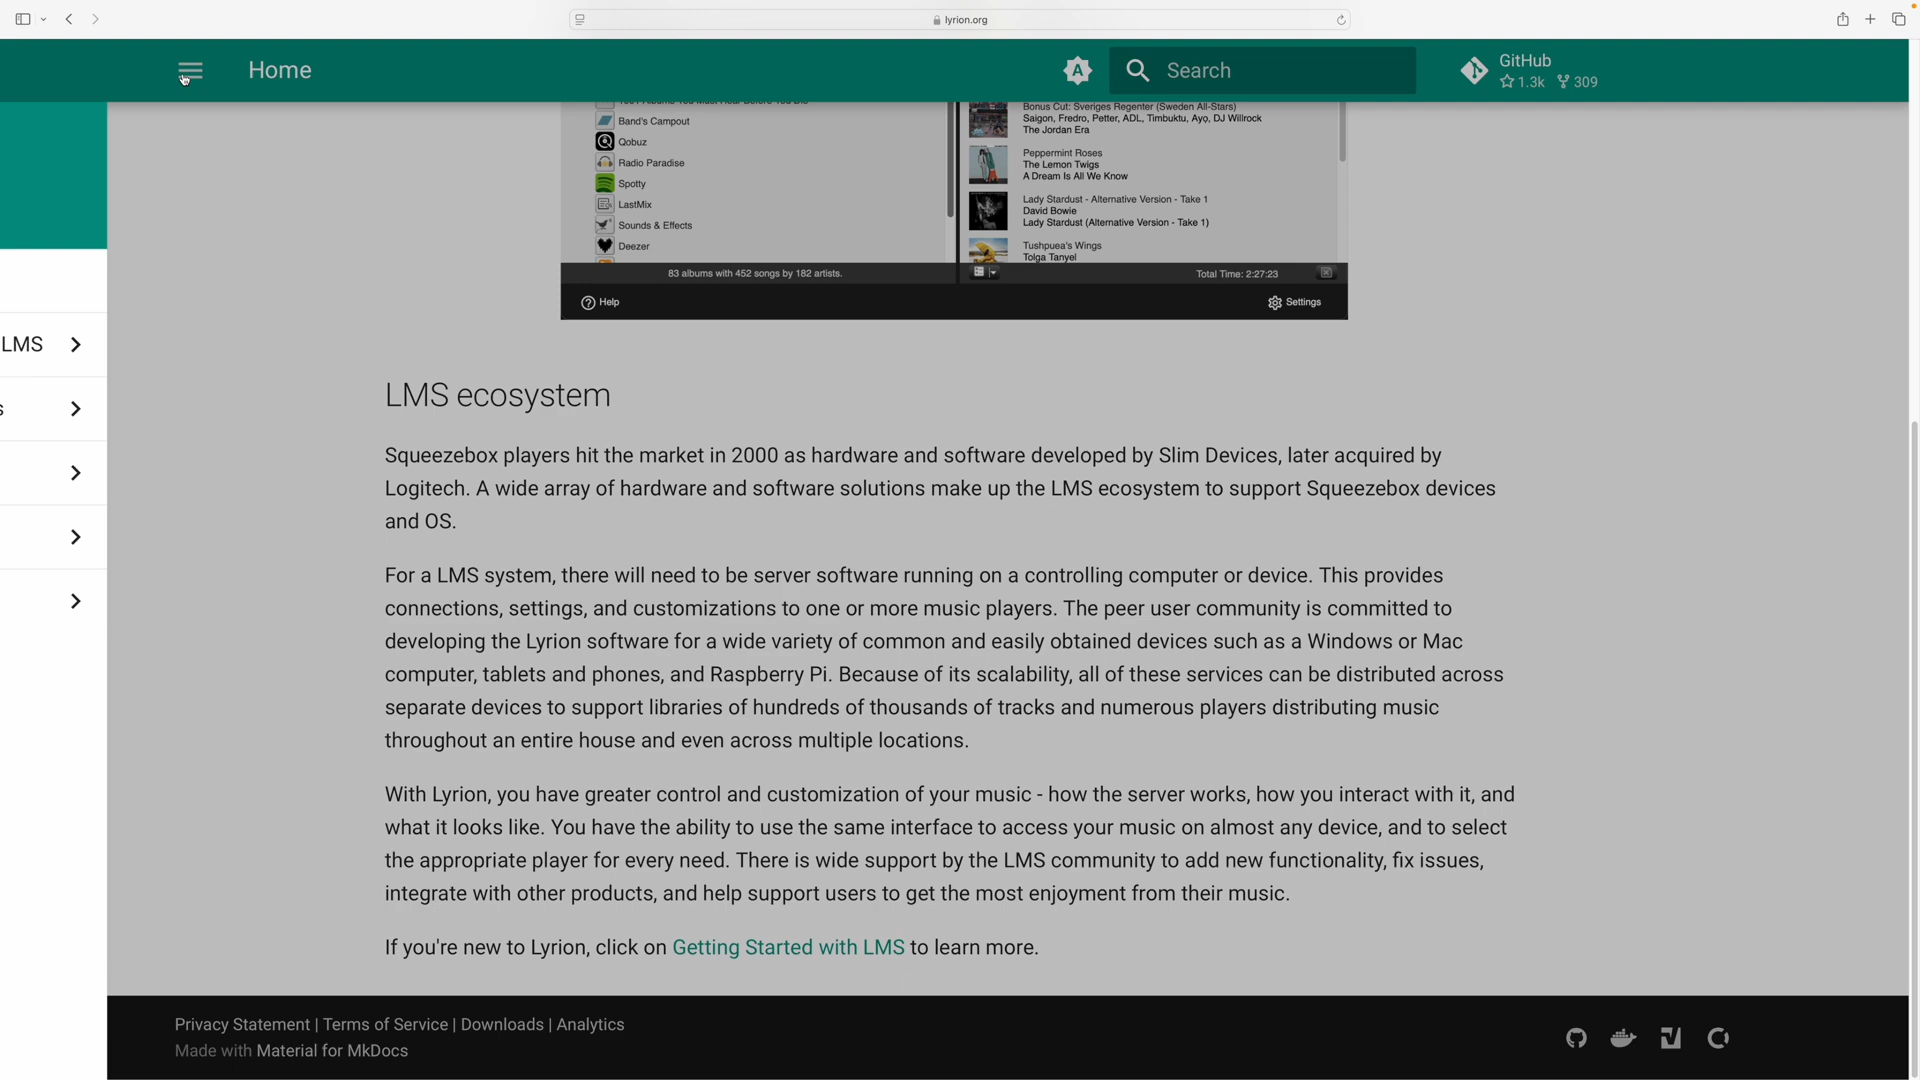 lyrion.org
Home
Search
GitHub
1.3k 309
Band's Campout
Qobuz
Radio Paradise
Spotty
LastMix
Sounds & Effects
Deezer
83 albums with 452 songs by 182 artists.
Bonus Cut: Sveriges Regenter (Sweden All-Stars)
Saigon, Fredro, Petter, ADL, Timbuktu, Ayo, DJ Willrock
The Jordan Era
Peppermint Roses
The Lemon Twigs
A Dream Is All We Know
Lady Stardust - Alternative Version - Take 1
David Bowie
Lady Stardust (Alternative Version - Take 1)
Tushpuea's Wings
Tolga Tanyel
Total Time: 2:27:23
Help
Settings
LMS
s
LMS ecosystem
Squeezebox players hit the market in 2000 as hardware and software developed by Slim Devices, later acquired by
Logitech. A wide array of hardware and software solutions make up the LMS ecosystem to support Squeezebox devices
and OS.
For a LMS system, there will need to be server software running on a controlling computer or device. This provides
connections, settings, and customizations to one or more music players. The peer user community is committed to
developing the Lyrion software for a wide variety of common and easily obtained devices such as a Windows or Mac
computer, tablets and phones, and Raspberry Pi. Because of its scalability, all of these services can be distributed across
separate devices to support libraries of hundreds of thousands of tracks and numerous players distributing music
throughout an entire house and even across multiple locations.
With Lyrion, you have greater control and customization of your music - how the server works, how you interact with it, and
what it looks like. You have the ability to use the same interface to access your music on almost any device, and to select
the appropriate player for every need. There is wide support by the LMS community to add new functionality, fix issues,
integrate with other products, and help support users to get the most enjoyment from their music.
If you're new to Lyrion, click on Getting Started with LMS to learn more.
Privacy Statement | Terms of Service | Downloads | Analytics
Made with Material for MkDocs